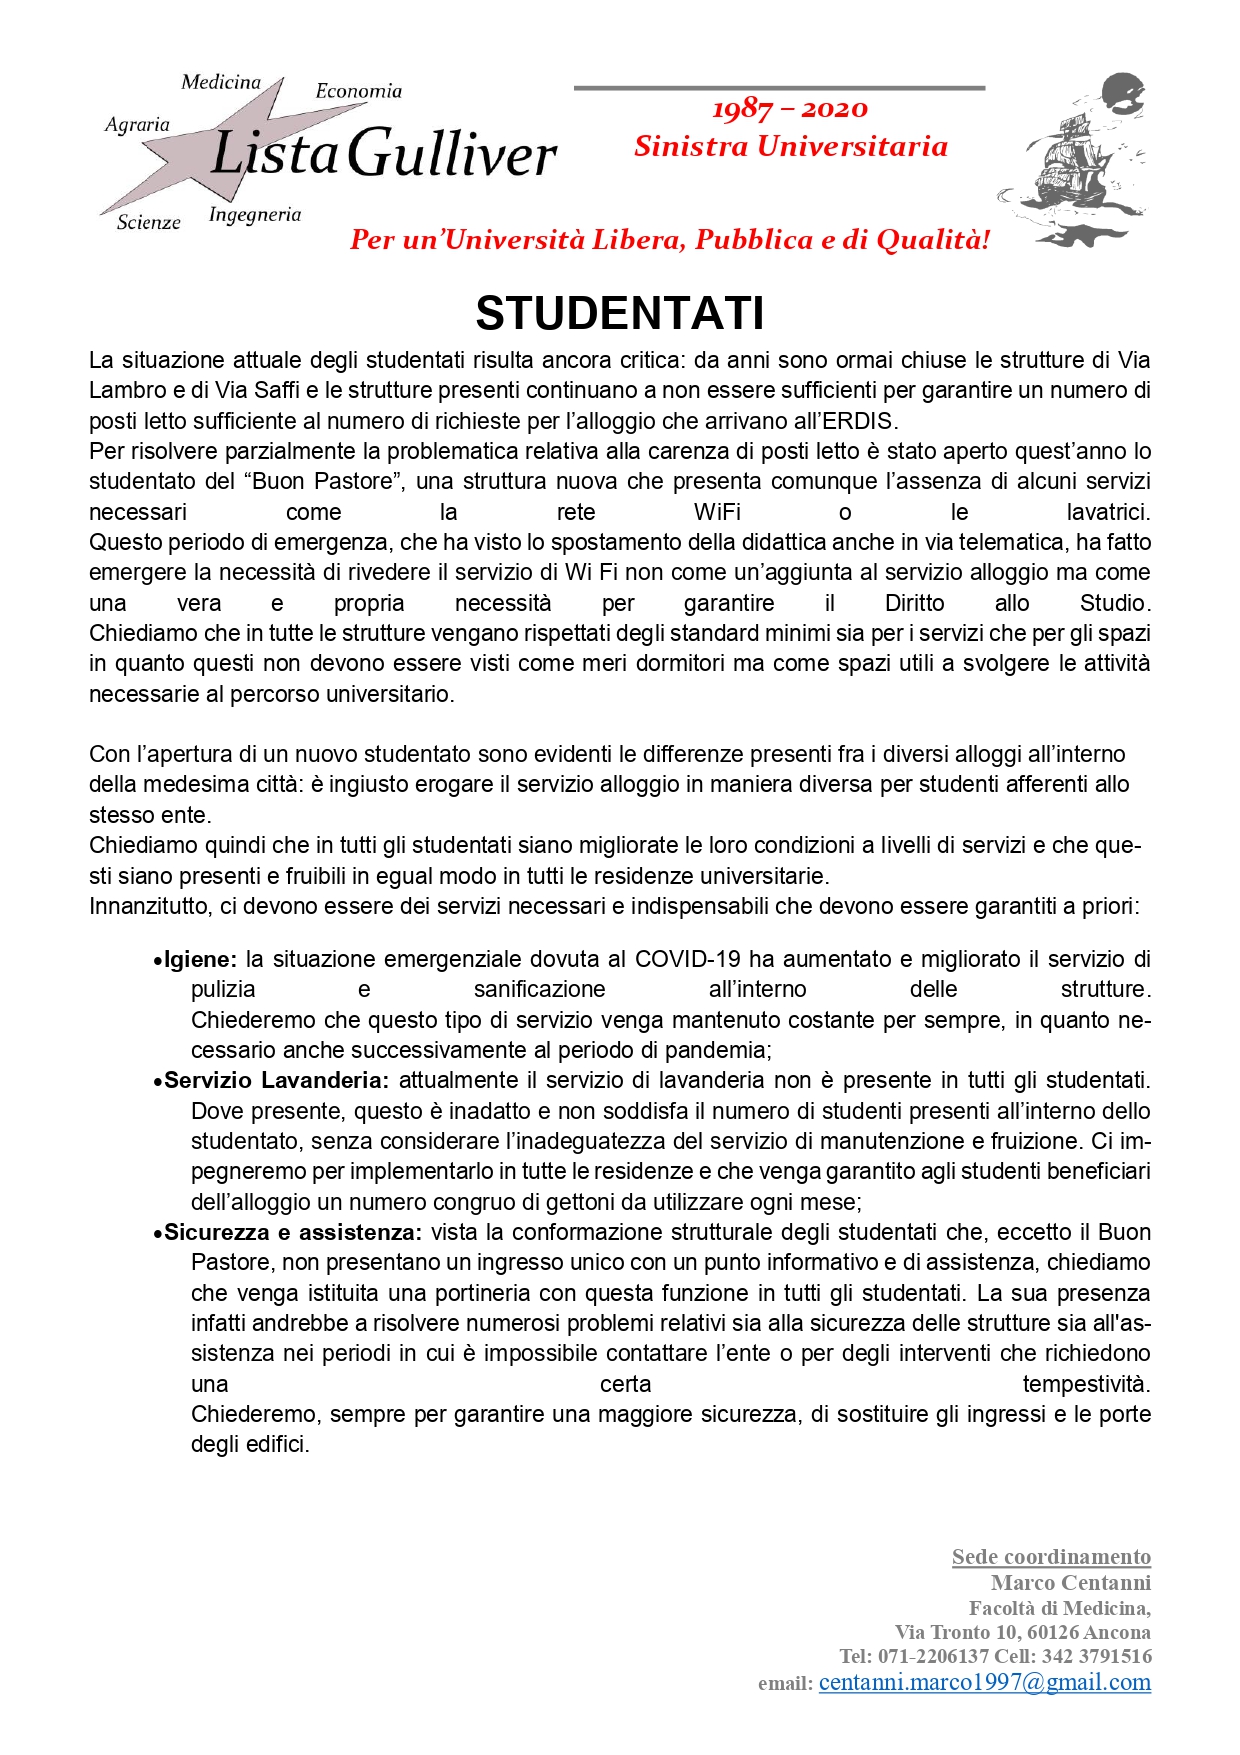 Medicina
Economia
Agraria
Lista Gulliver
Scienze
Ingegneria
1987 – 2020
Sinistra Universitaria
Per un’Università Libera, Pubblica e di Qualità!
STUDENTATI
La situazione attuale degli studentati risulta ancora critica: da anni sono ormai chiuse le strutture di Via
Lambro e di Via Saffi e le strutture presenti continuano a non essere sufficienti per garantire un numero di
posti letto sufficiente al numero di richieste per l’alloggio che arrivano all’ERDIS.
Per risolvere parzialmente la problematica relativa alla carenza di posti letto è stato aperto quest’anno lo
studentato del “Buon Pastore”, una struttura nuova che presenta comunque l’assenza di alcuni servizi
necessari come la rete WiFi o le lavatrici.
Questo periodo di emergenza, che ha visto lo spostamento della didattica anche in via telematica, ha fatto
emergere la necessità di rivedere il servizio di Wi Fi non come un’aggiunta al servizio alloggio ma come
una vera e propria necessità per garantire il Diritto allo Studio.
Chiediamo che in tutte le strutture vengano rispettati degli standard minimi sia per i servizi che per gli spazi
in quanto questi non devono essere visti come meri dormitori ma come spazi utili a svolgere le attività
necessarie al percorso universitario.
Con l’apertura di un nuovo studentato sono evidenti le differenze presenti fra i diversi alloggi all’interno
della medesima città: è ingiusto erogare il servizio alloggio in maniera diversa per studenti afferenti allo
stesso ente.
Chiediamo quindi che in tutti gli studentati siano migliorate le loro condizioni a livelli di servizi e che que-
sti siano presenti e fruibili in egual modo in tutti le residenze universitarie.
Innanzitutto, ci devono essere dei servizi necessari e indispensabili che devono essere garantiti a priori:
•Igiene: la situazione emergenziale dovuta al COVID-19 ha aumentato e migliorato il servizio di
pulizia e sanificazione all’interno delle strutture.
Chiederemo che questo tipo di servizio venga mantenuto costante per sempre, in quanto ne-
cessario anche successivamente al periodo di pandemia;
•Servizio Lavanderia: attualmente il servizio di lavanderia non è presente in tutti gli studentati.
Dove presente, questo è inadatto e non soddisfa il numero di studenti presenti all’interno dello
studentato, senza considerare l’inadeguatezza del servizio di manutenzione e fruizione. Ci im-
pegneremo per implementarlo in tutte le residenze e che venga garantito agli studenti beneficiari
dell’alloggio un numero congruo di gettoni da utilizzare ogni mese;
•Sicurezza e assistenza: vista la conformazione strutturale degli studentati che, eccetto il Buon
Pastore, non presentano un ingresso unico con un punto informativo e di assistenza, chiediamo
che venga istituita una portineria con questa funzione in tutti gli studentati. La sua presenza
infatti andrebbe a risolvere numerosi problemi relativi sia alla sicurezza delle strutture sia all'as-
sistenza nei periodi in cui è impossibile contattare l’ente o per degli interventi che richiedono
una certa tempestività.
Chiederemo, sempre per garantire una maggiore sicurezza, di sostituire gli ingressi e le porte
degli edifici.
Sede coordinamento
Marco Centanni
Facoltà di Medicina,
Via Tronto 10, 60126 Ancona
Tel: 071-2206137 Cell: 342 3791516
email: centanni.marco1997@gmail.com